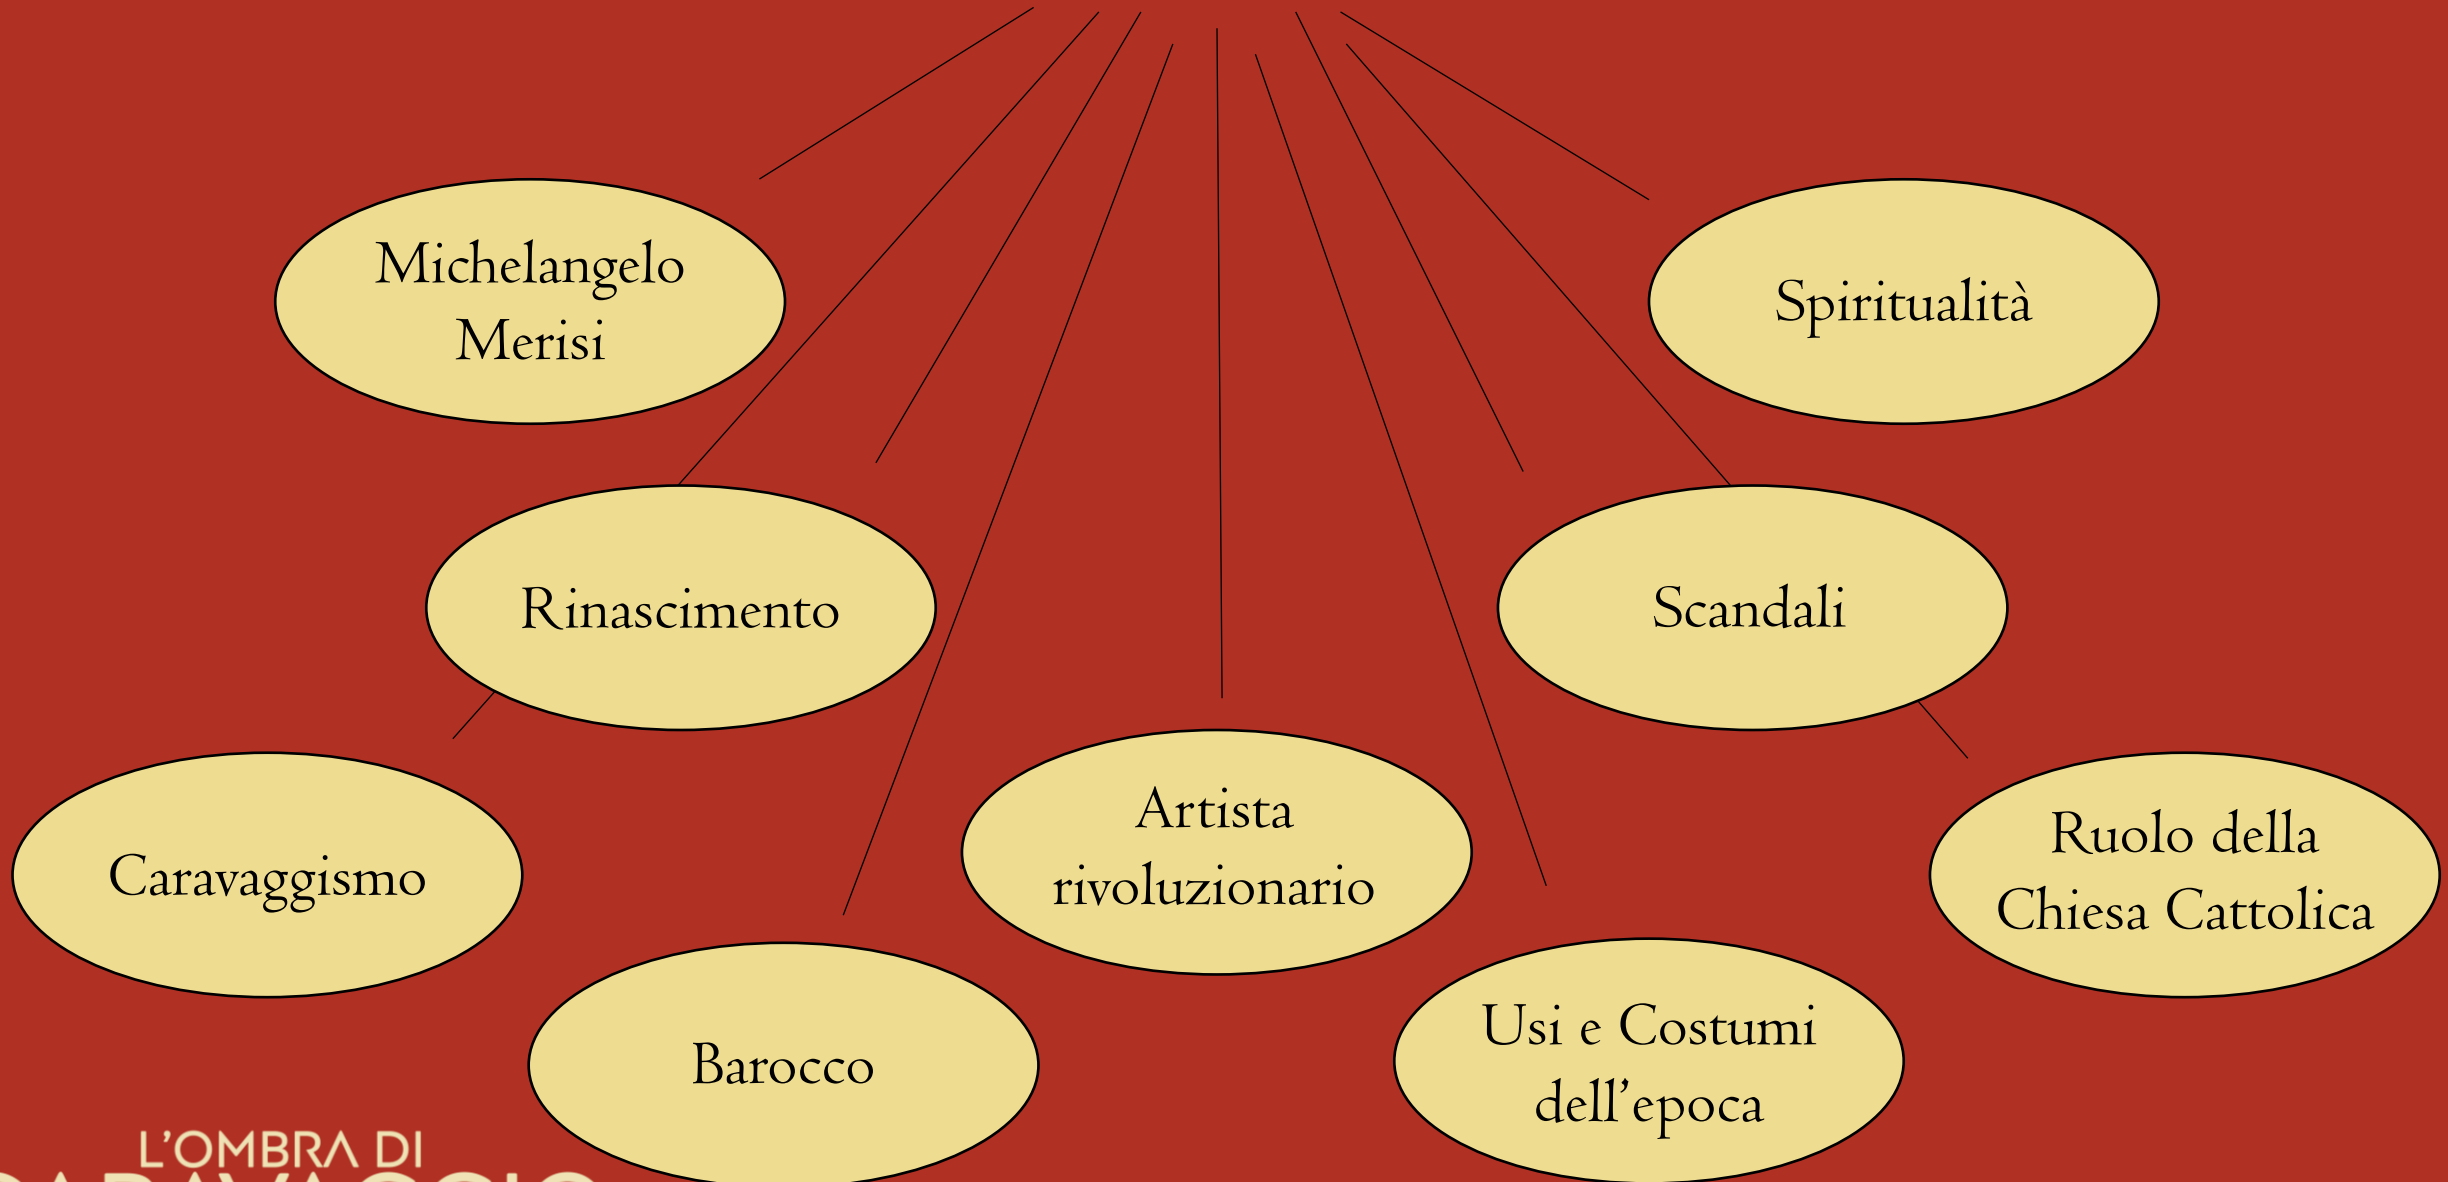 Michelangelo
Merisi
Spiritualità
Rinascimento
Scandali
Caravaggismo
Artista
rivoluzionario
Ruolo della
Chiesa Cattolica
Barocco
Usi e Costumi
dell'epoca
L'OMBRA DI
CARAVAGGIO